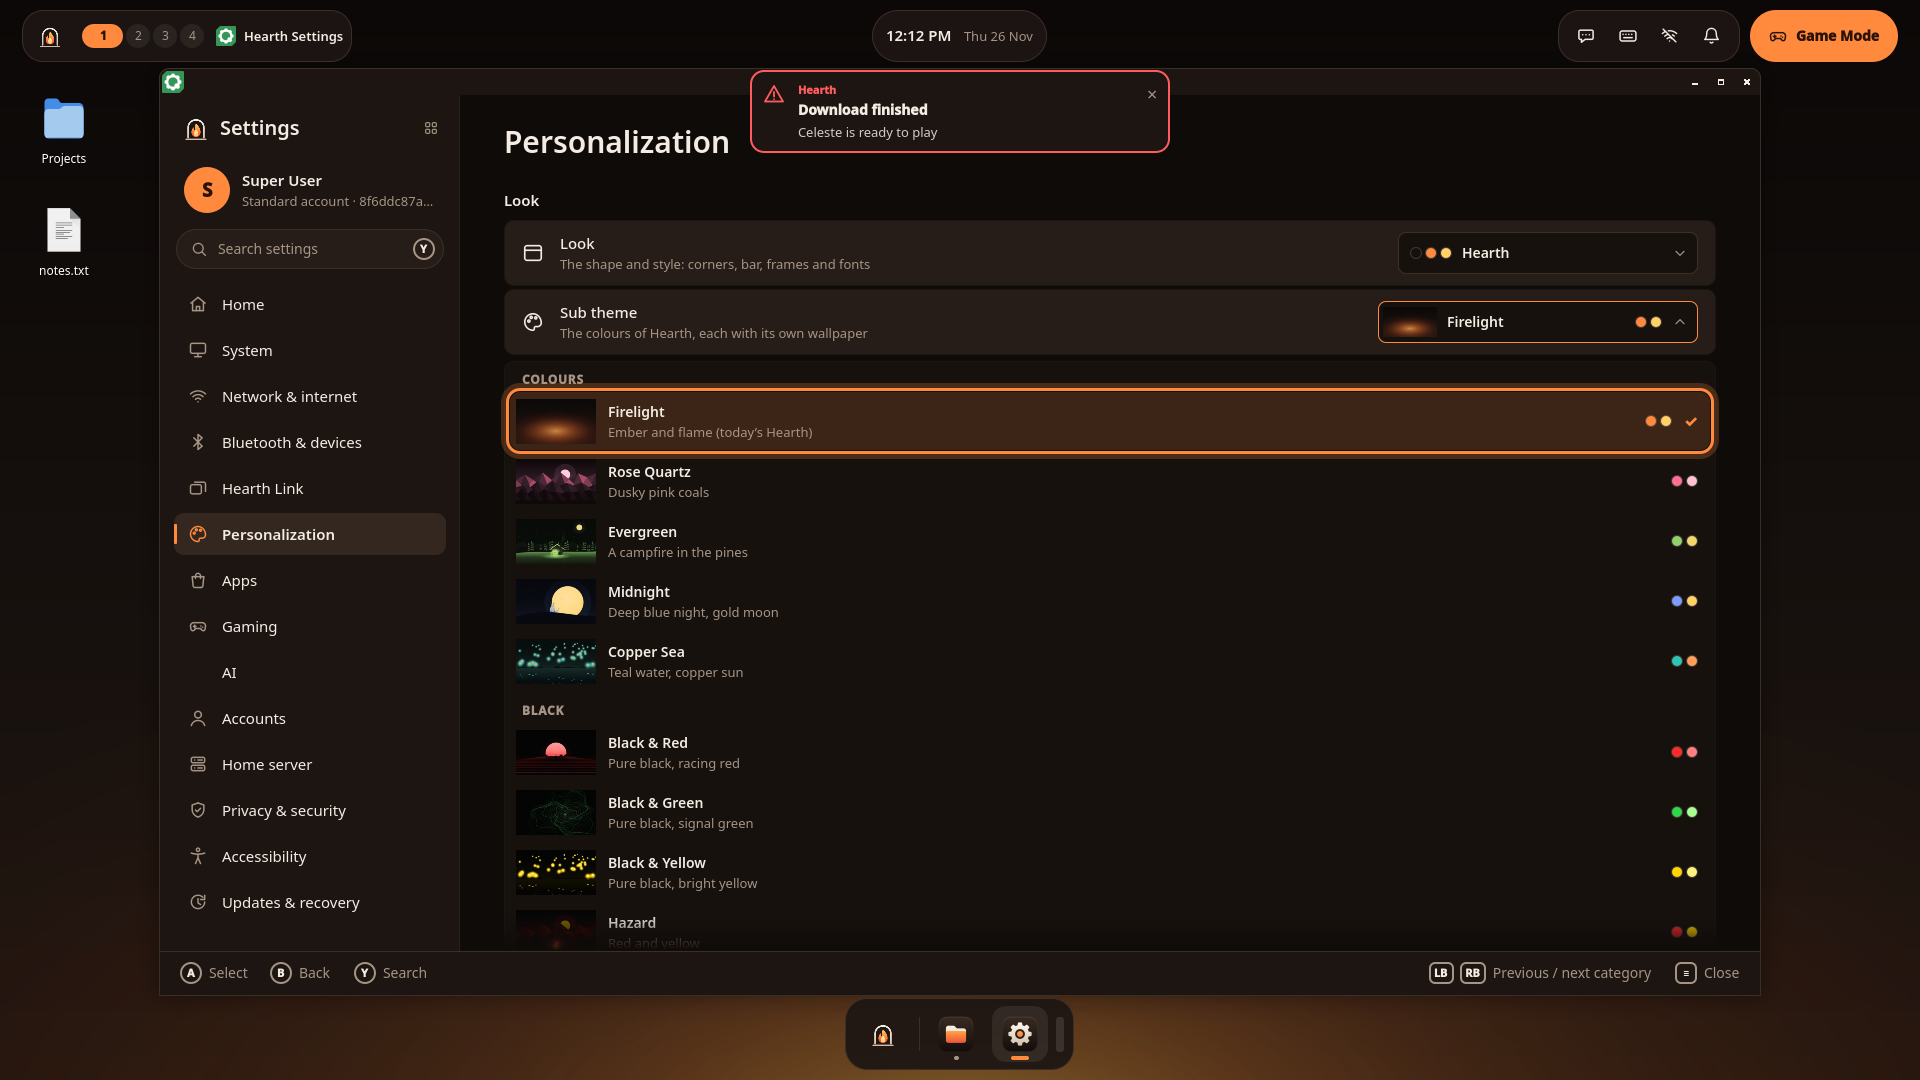 1 2 3 4 Hearth Settings
12:12 PM Thu 26 Nov
Game Mode
Projects
notes.txt
Hearth
Download finished
Celeste is ready to play
Settings
S
Super User
Standard account · 8f6ddc87a...
Search settings
Y
Home
System
Network & internet
Bluetooth & devices
Hearth Link
Personalization
Apps
Gaming
AI
Accounts
Home server
Privacy & security
Accessibility
Updates & recovery
Personalization
Look
Look
The shape and style: corners, bar, frames and fonts
Hearth
Sub theme
The colours of Hearth, each with its own wallpaper
Firelight
COLOURS
Firelight
Ember and flame (today's Hearth)
Rose Quartz
Dusky pink coals
Evergreen
A campfire in the pines
Midnight
Deep blue night, gold moon
Copper Sea
Teal water, copper sun
BLACK
Black & Red
Pure black, racing red
Black & Green
Pure black, signal green
Black & Yellow
Pure black, bright yellow
Hazard
Red and yellow
A Select B Back Y Search
LB RB Previous / next category Close